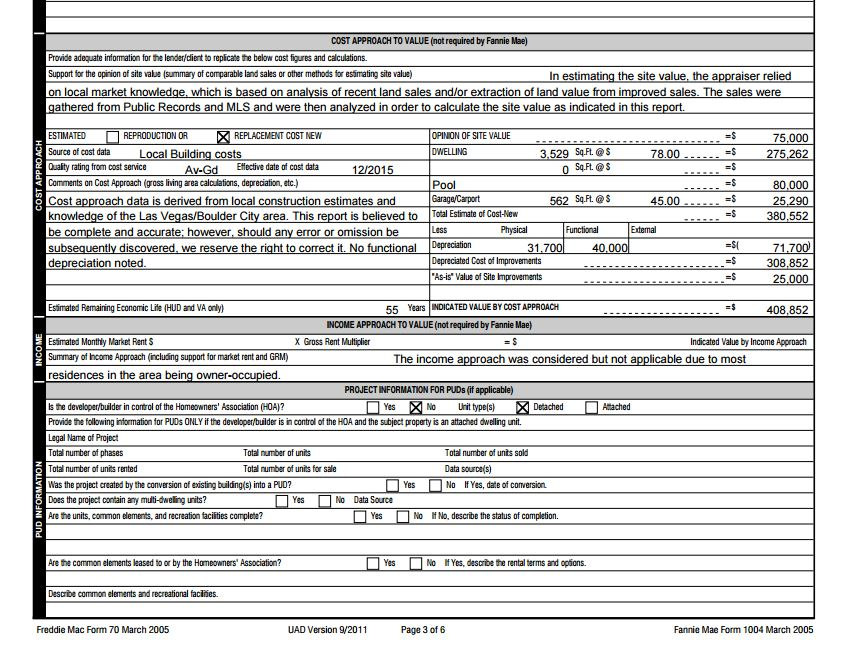 COST APPROACH TO VALUE (not required by Fannie Mae)
Provide adequate information for the lender/client to replicate the below cost figures and calculations.
Support for the opinion of site value (summary of comparable land sales or other methods for estimating site value) In estimating the site value, the appraiser relied
on local market knowledge, which is based on analysis of recent land sales and/or extraction of land value from improved sales. The sales were
gathered from Public Records and MLS and were then analyzed in order to calculate the site value as indicated in this report.
COST APPROACH
ESTIMATED REPRODUCTION OR REPLACEMENT COST NEW OPINION OF SITE VALUE =$ 75,000
Source of cost data Local Building costs DWELLING 3,529 Sq.Ft. @ $ 78.00 =$ 275,262
Quality rating from cost service Av-Gd Effective date of cost data 12/2015 0 Sq.Ft. @ $ =$
Comments on Cost Approach (gross living area calculations, depreciation, etc.) Pool 80,000
Cost approach data is derived from local construction estimates and Garage/Carport 562 Sq.Ft. @ $ 45.00 =$ 25,290
knowledge of the Las Vegas/Boulder City area. This report is believed to Total Estimate of Cost-New =$ 380,552
be complete and accurate; however, should any error or omission be Less Physical Functional External
subsequently discovered, we reserve the right to correct it. No functional Depreciation 31,700 40,000 =$( 71,700)
depreciation noted. Depreciated Cost of Improvements =$ 308,852
"As-is" Value of Site Improvements =$ 25,000
Estimated Remaining Economic Life (HUD and VA only) 55 Years INDICATED VALUE BY COST APPROACH =$ 408,852
INCOME APPROACH TO VALUE (not required by Fannie Mae)
INCOME
Estimated Monthly Market Rent $ X Gross Rent Multiplier = $ Indicated Value by Income Approach
Summary of Income Approach (including support for market rent and GRM) The income approach was considered but not applicable due to most
residences in the area being owner-occupied.
PROJECT INFORMATION FOR PUDs (if applicable)
PUD INFORMATION
Is the developer/builder in control of the Homeowners' Association (HOA)? Yes No Unit type(s) Detached Attached
Provide the following information for PUDs ONLY if the developer/builder is in control of the HOA and the subject property is an attached dwelling unit.
Legal Name of Project
Total number of phases Total number of units Total number of units sold
Total number of units rented Total number of units for sale Data source(s)
Was the project created by the conversion of existing building(s) into a PUD? Yes No If Yes, date of conversion.
Does the project contain any multi-dwelling units? Yes No Data Source
Are the units, common elements, and recreation facilities complete? Yes No If No, describe the status of completion.
Are the common elements leased to or by the Homeowners' Association? Yes No If Yes, describe the rental terms and options.
Describe common elements and recreational facilities.
Freddie Mac Form 70 March 2005 UAD Version 9/2011 Page 3 of 6 Fannie Mae Form 1004 March 2005